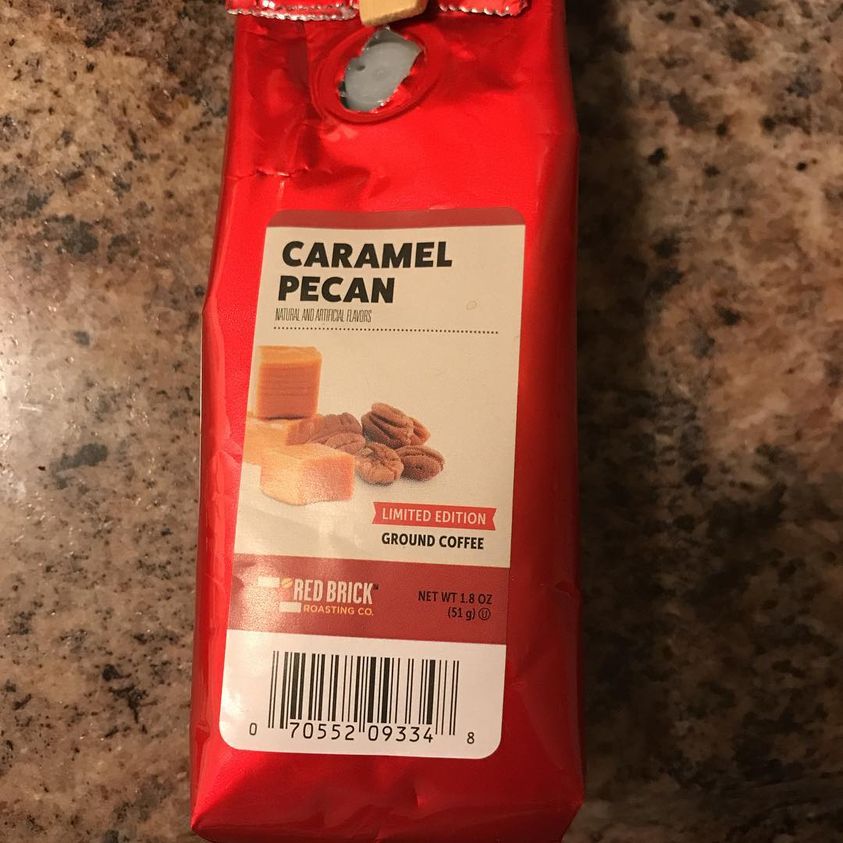 CARAMEL
PECAN
NATURAL AND ARTIFICIAL FLAVORS
LIMITED EDITION
GROUND COFFEE
RED BRICK™
ROASTING CO.
NET WT 1.8 OZ
(51 g) Ⓤ
0 70552 09334 8